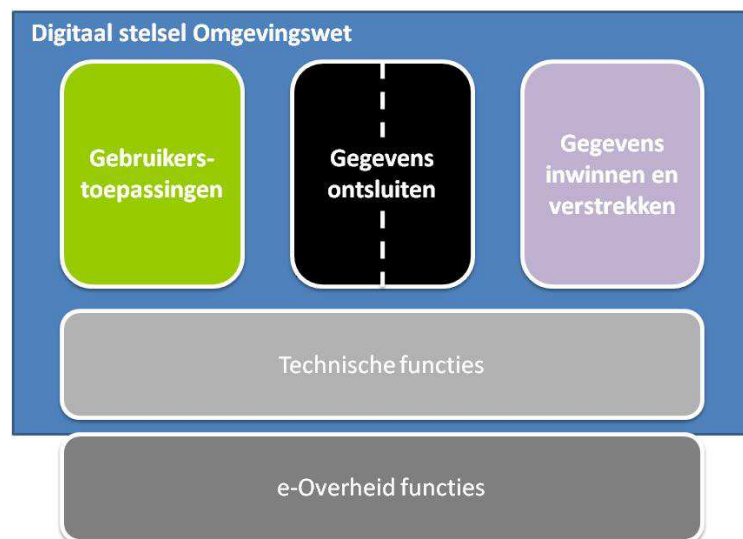 Digitaal stelsel Omgevingswet
Gebruikers-
toepassingen
Gegevens
ontsluiten
Gegevens
inwinnen en
verstrekken
Technische functies
e-Overheid functies